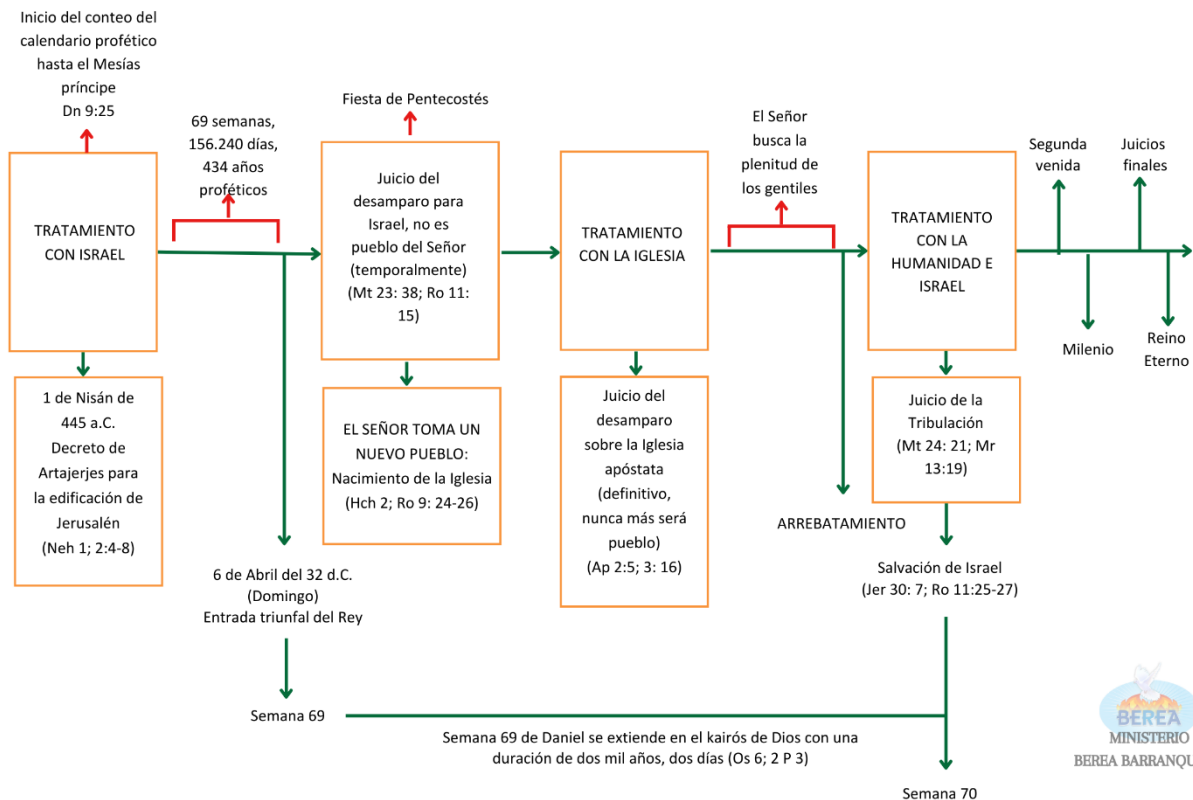 Inicio del conteo del
calendario profético
hasta el Mesías
príncipe
Dn 9:25
TRATAMIENTO
CON ISRAEL
1 de Nisán de
445 a.C.
Decreto de
Artajerjes para
la edificación de
Jerusalén
(Neh 1; 2:4-8)
69 semanas,
156.240 días,
434 años
proféticos
6 de Abril del 32 d.C.
(Domingo)
Entrada triunfal del Rey
Semana 69
Fiesta de Pentecostés
Juicio del
desamparo para
Israel, no es
pueblo del Señor
(temporalmente)
(Mt 23: 38; Ro 11:
15)
EL SEÑOR TOMA UN
NUEVO PUEBLO:
Nacimiento de la Iglesia
(Hch 2; Ro 9: 24-26)
TRATAMIENTO
CON LA IGLESIA
Juicio del
desamparo
sobre la Iglesia
apóstata
(definitivo,
nunca más será
pueblo)
(Ap 2:5; 3: 16)
El Señor
busca la
plenitud de
los gentiles
ARREBATAMIENTO
TRATAMIENTO
CON LA
HUMANIDAD E
ISRAEL
Juicio de la
Tribulación
(Mt 24: 21; Mr
13:19)
Salvación de Israel
(Jer 30: 7; Ro 11:25-27)
Segunda
venida
Juicios
finales
Milenio
Reino
Eterno
Semana 69 de Daniel se extiende en el kairós de Dios con una
duración de dos mil años, dos días (Os 6; 2 P 3)
Semana 70
BEREA
MINISTERIO
BEREA BARRANQU